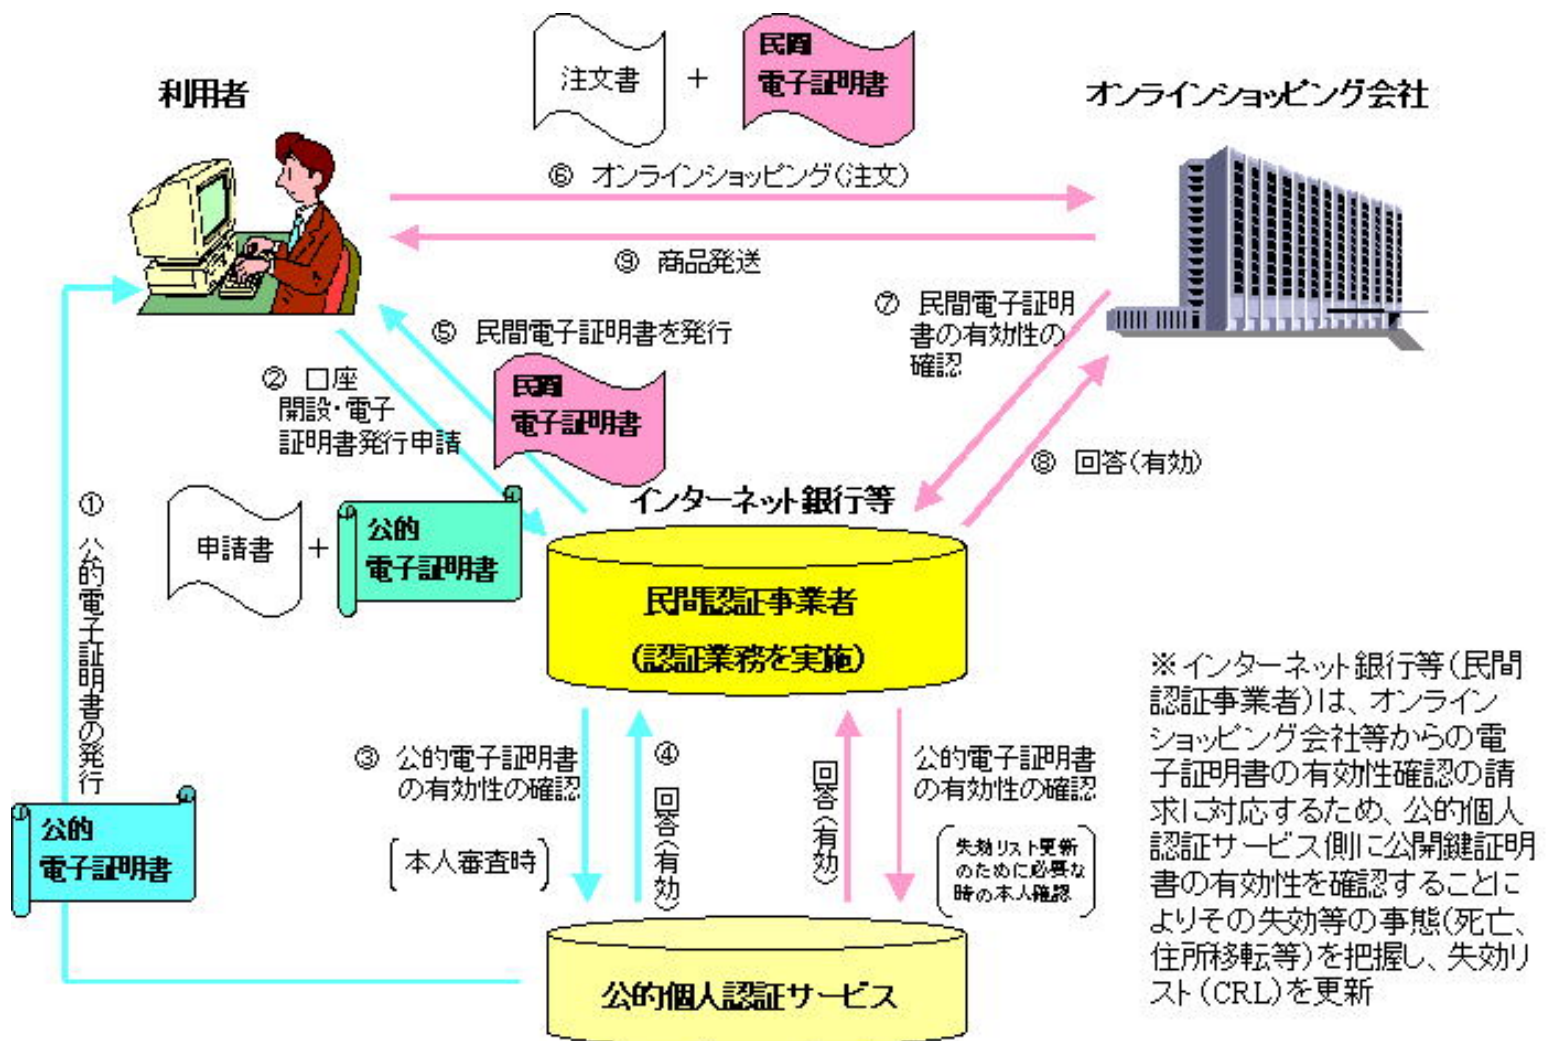 注文書
+
民間
電子証明書
利用者
オンラインショッピング会社
⑥ オンラインショッピング(注文)
⑨ 商品発送
⑦ 民間電子証明
書の有効性の
確認
⑤ 民間電子証明書を発行
② 口座
開設・電子
証明書発行申請
民間
電子証明書
⑧ 回答(有効)
インターネット銀行等
① 公的電子証明書の発行
申請書
+
公的
電子証明書
民間認証事業者
(認証業務を実施)
③ 公的電子証明書
の有効性の確認
[本人審査時]
④ 回答(有効)
回答(有効)
公的電子証明書
の有効性の確認
失効リスト更新
のために必要な
時の本人確認
公的
電子証明書
公的個人認証サービス
※インターネット銀行等(民間
認証事業者)は、オンライン
ショッピング会社等からの電
子証明書の有効性確認の請
求に対応するため、公的個人
認証サービス側に公開鍵証明
書の有効性を確認することに
よりその失効等の事態(死亡、
住所移転等)を把握し、失効リ
スト(CRL)を更新